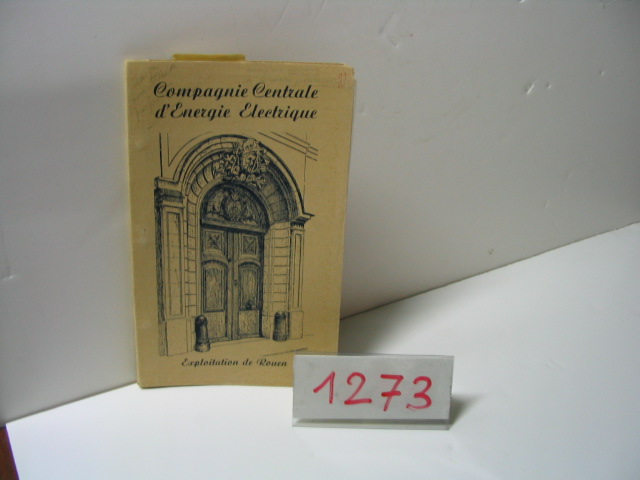 Compagnie Centrale
d'Energie Electrique
Exploitation de Rouen
1273